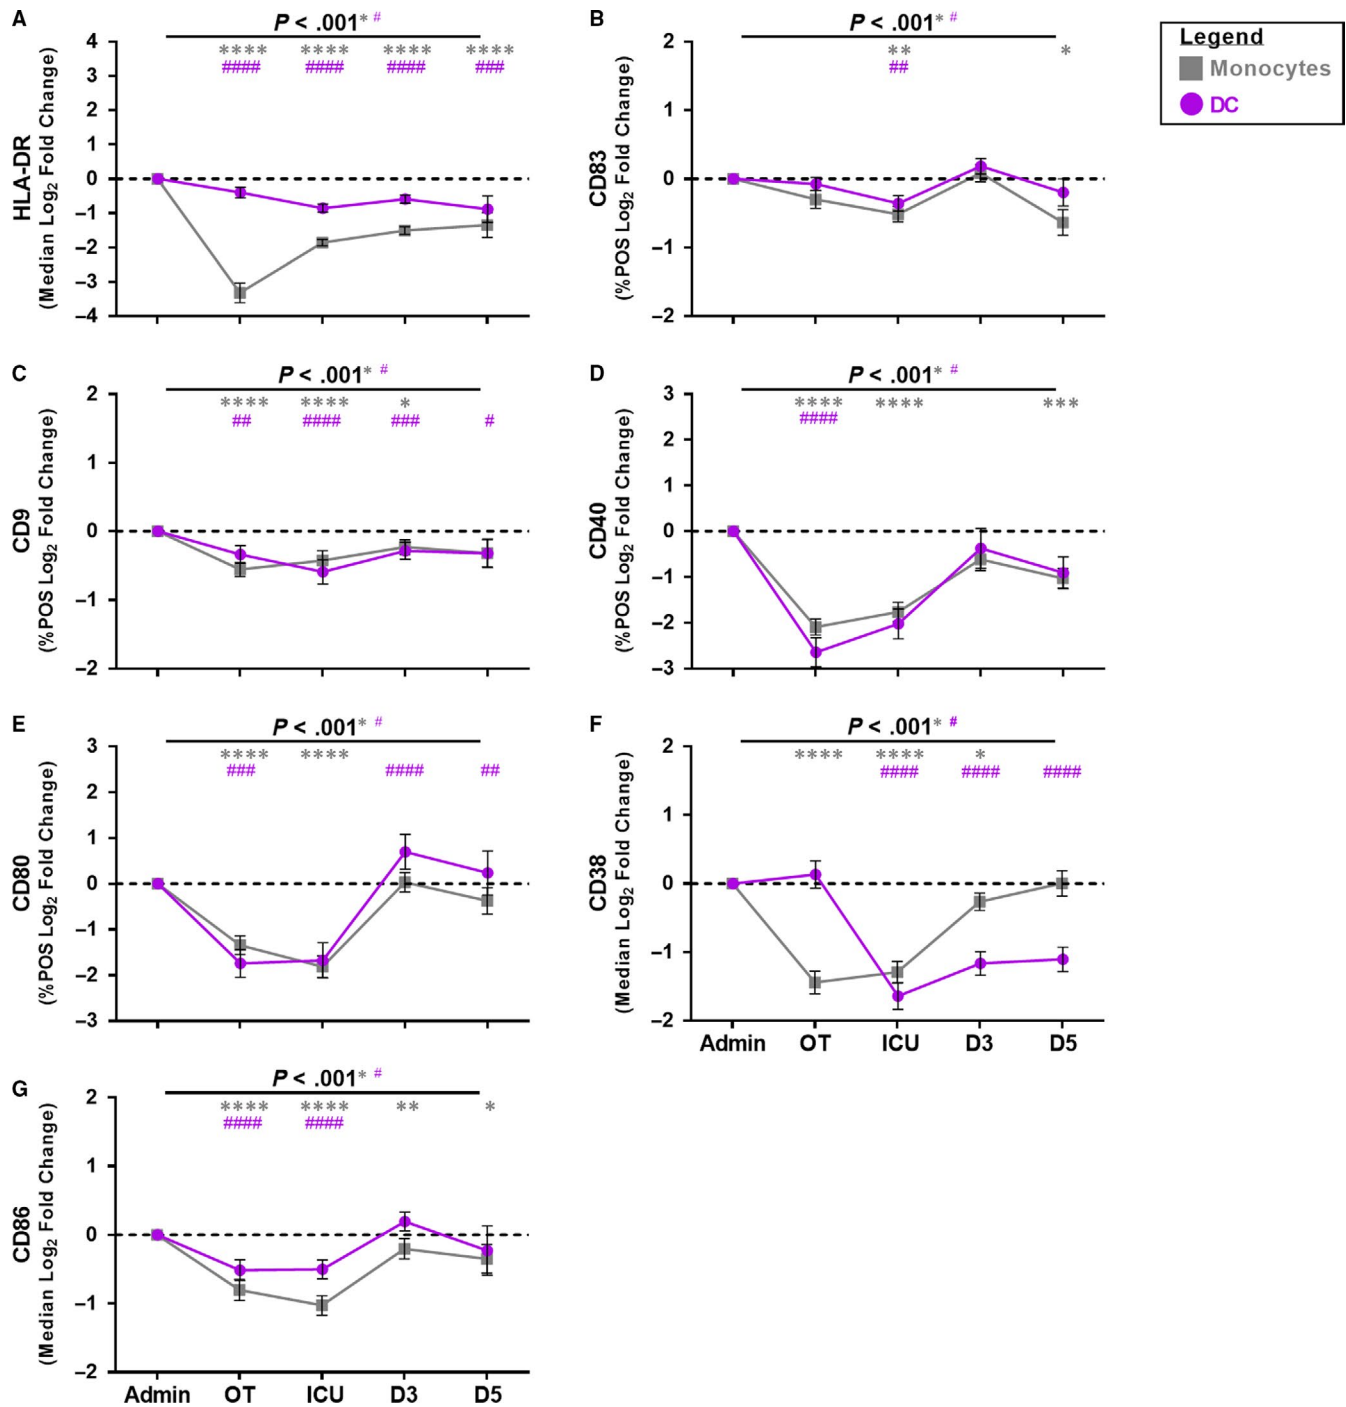 A
P < .001* #
4
3
2
1
0
–1
–2
–3
–4
HLA-DR
(Median Log2 Fold Change)
**** **** **** ****
#### #### #### ###
B
P < .001* #
2
1
0
–1
–2
CD83
(%POS Log2 Fold Change)
** *
##
Legend
Monocytes
DC
C
P < .001* #
2
1
0
–1
–2
CD9
(%POS Log2 Fold Change)
**** **** *
## #### ### #
D
P < .001* #
3
2
1
0
–1
–2
–3
CD40
(%POS Log2 Fold Change)
**** **** ***
####
E
P < .001* #
3
2
1
0
–1
–2
–3
CD80
(%POS Log2 Fold Change)
**** ****
### #### ##
F
P < .001* #
2
1
0
–1
–2
CD38
(Median Log2 Fold Change)
**** **** *
#### #### ####
Admin OT ICU D3 D5
G
P < .001* #
2
1
0
–1
–2
CD86
(Median Log2 Fold Change)
**** **** ** *
#### ####
Admin OT ICU D3 D5